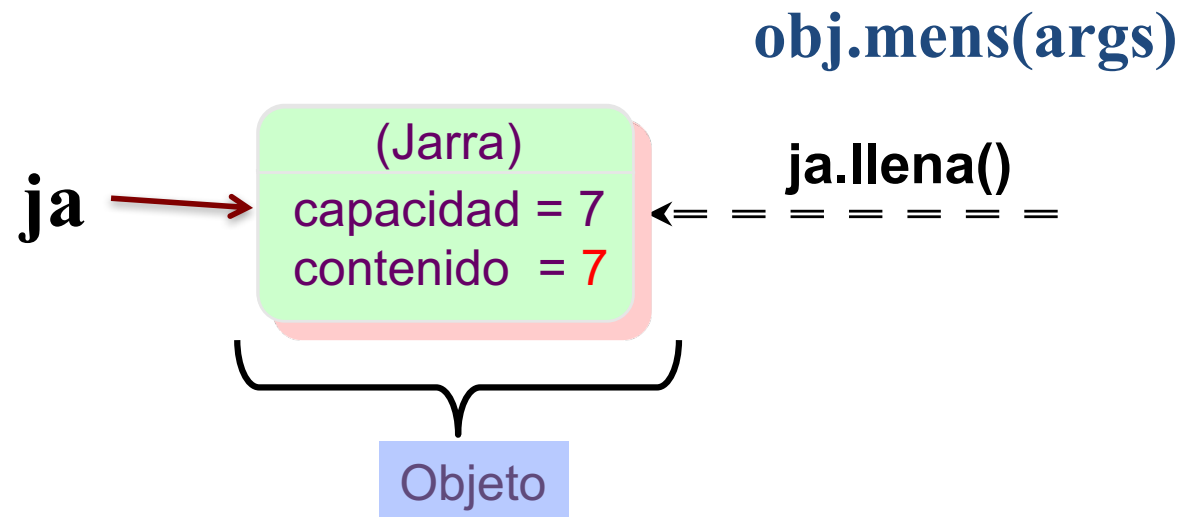 obj.mens(args)
(Jarra)
ja.llena()
ja
capacidad = 7
contenido = 7
Objeto